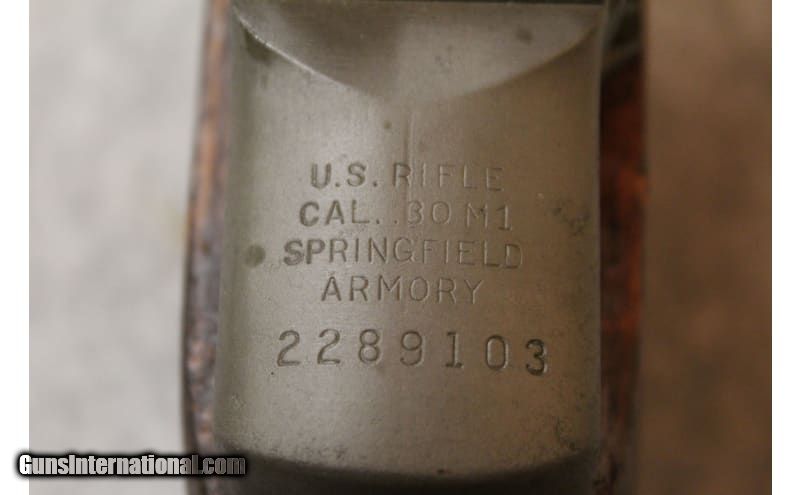 U.S. RIFLE
CAL. .30 M1
SPRINGFIELD
ARMORY
2289103
GunsInternational.com